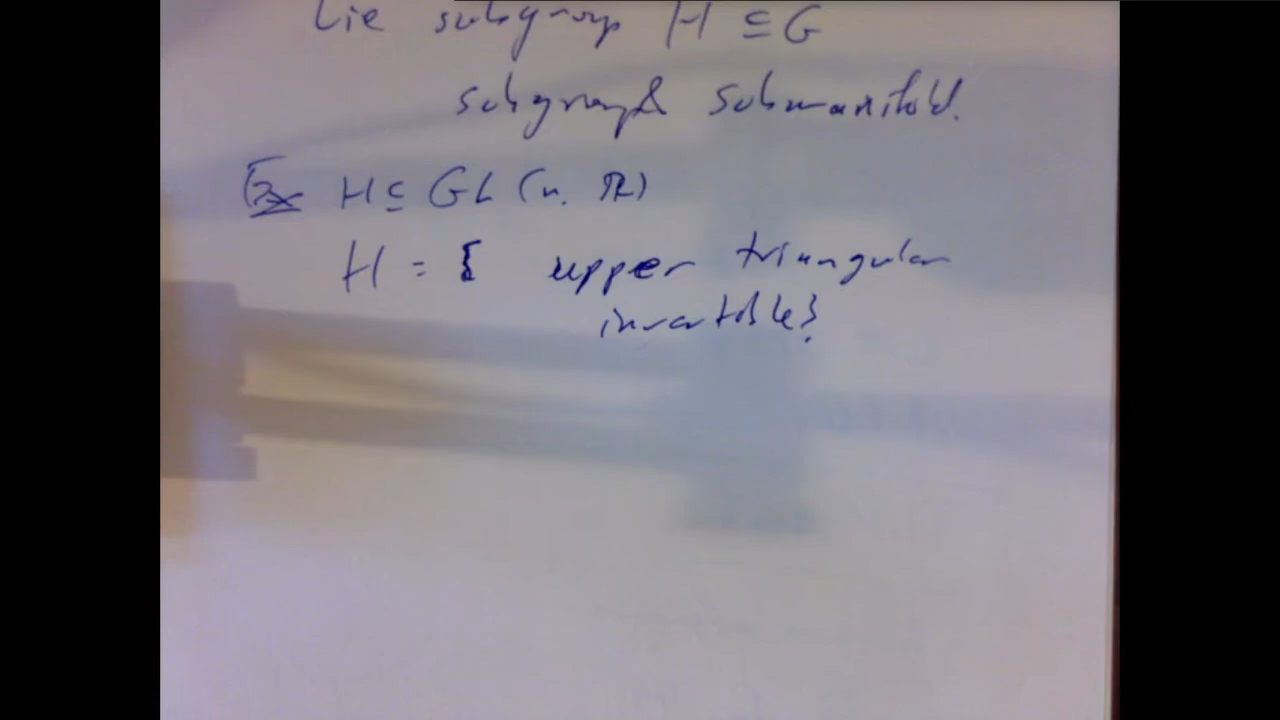 Lie subgroup H ⊆ G
subgroup & submanifold.
Ex H ⊆ GL (n, ℝ)
H = { upper triangular
invertible}